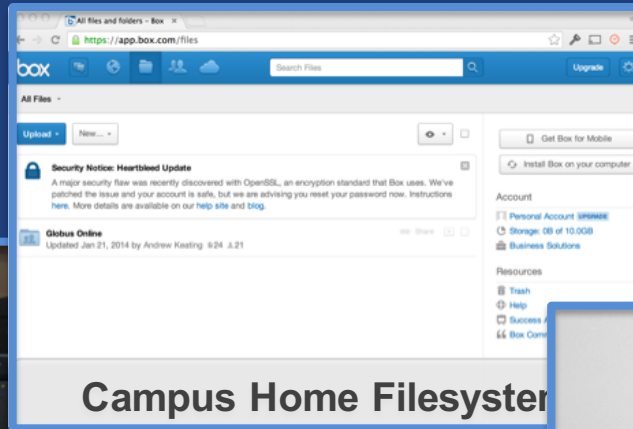 All files and folders – Box
https://app.box.com/files
box
Search Files
Upgrade
All Files
Upload
New...
Get Box for Mobile
Install Box on your computer.
Security Notice: Heartbleed Update
A major security flaw was recently discovered with OpenSSL, an encryption standard that Box uses. We've
patched the issue and your account is safe, but we are advising you reset your password now. Instructions
here. More details are available on our help site and blog.
Globus Online
Updated Jan 21, 2014 by Andrew Keating
Share
Account
Personal Account UPGRADE
Storage: 0B of 10.0GB
Business Solutions
Resources
Trash
Help
Success
Box
Campus Home